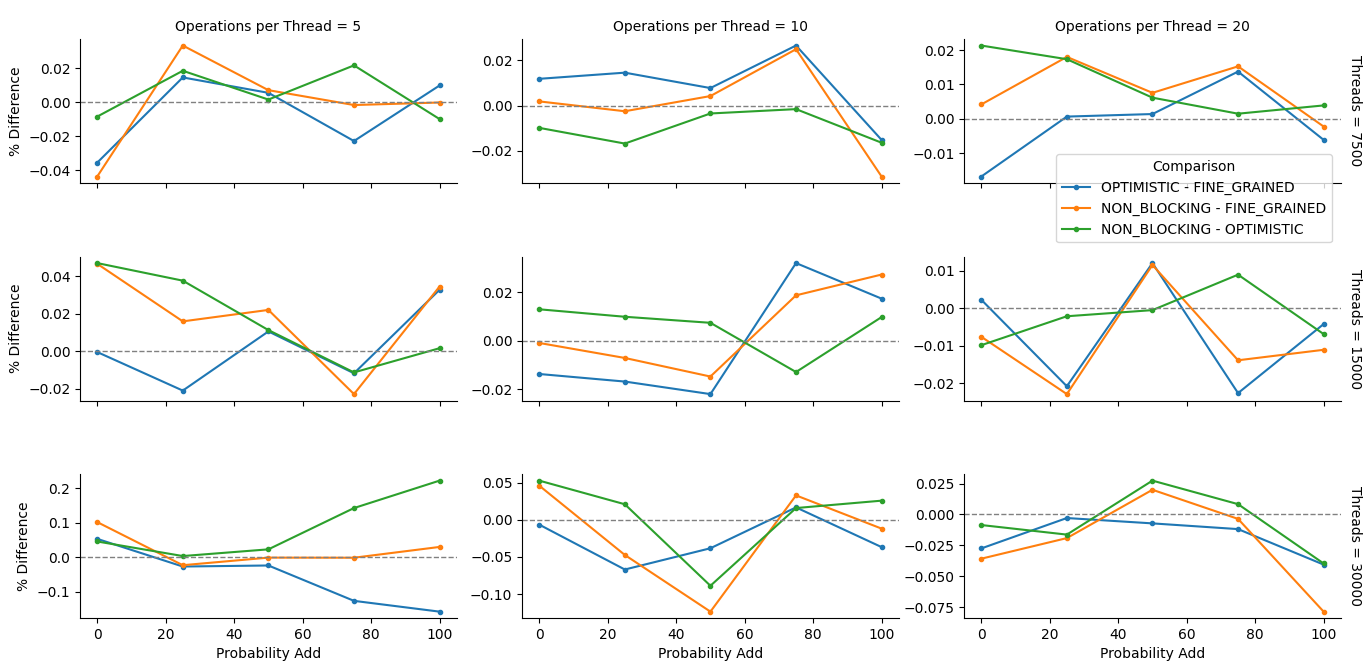 Operations per Thread = 5
Operations per Thread = 10
Operations per Thread = 20
% Difference
0.02
0.00
−0.02
−0.04
0.02
0.00
−0.02
0.02
0.01
0.00
−0.01
Threads = 7500
Comparison
OPTIMISTIC - FINE_GRAINED
NON_BLOCKING - FINE_GRAINED
NON_BLOCKING - OPTIMISTIC
% Difference
0.04
0.02
0.00
−0.02
0.02
0.00
−0.02
0.01
0.00
−0.01
−0.02
Threads = 15000
% Difference
0.2
0.1
0.0
−0.1
0.05
0.00
−0.05
−0.10
0.025
0.000
−0.025
−0.050
−0.075
Threads = 30000
0 20 40 60 80 100
0 20 40 60 80 100
0 20 40 60 80 100
Probability Add
Probability Add
Probability Add